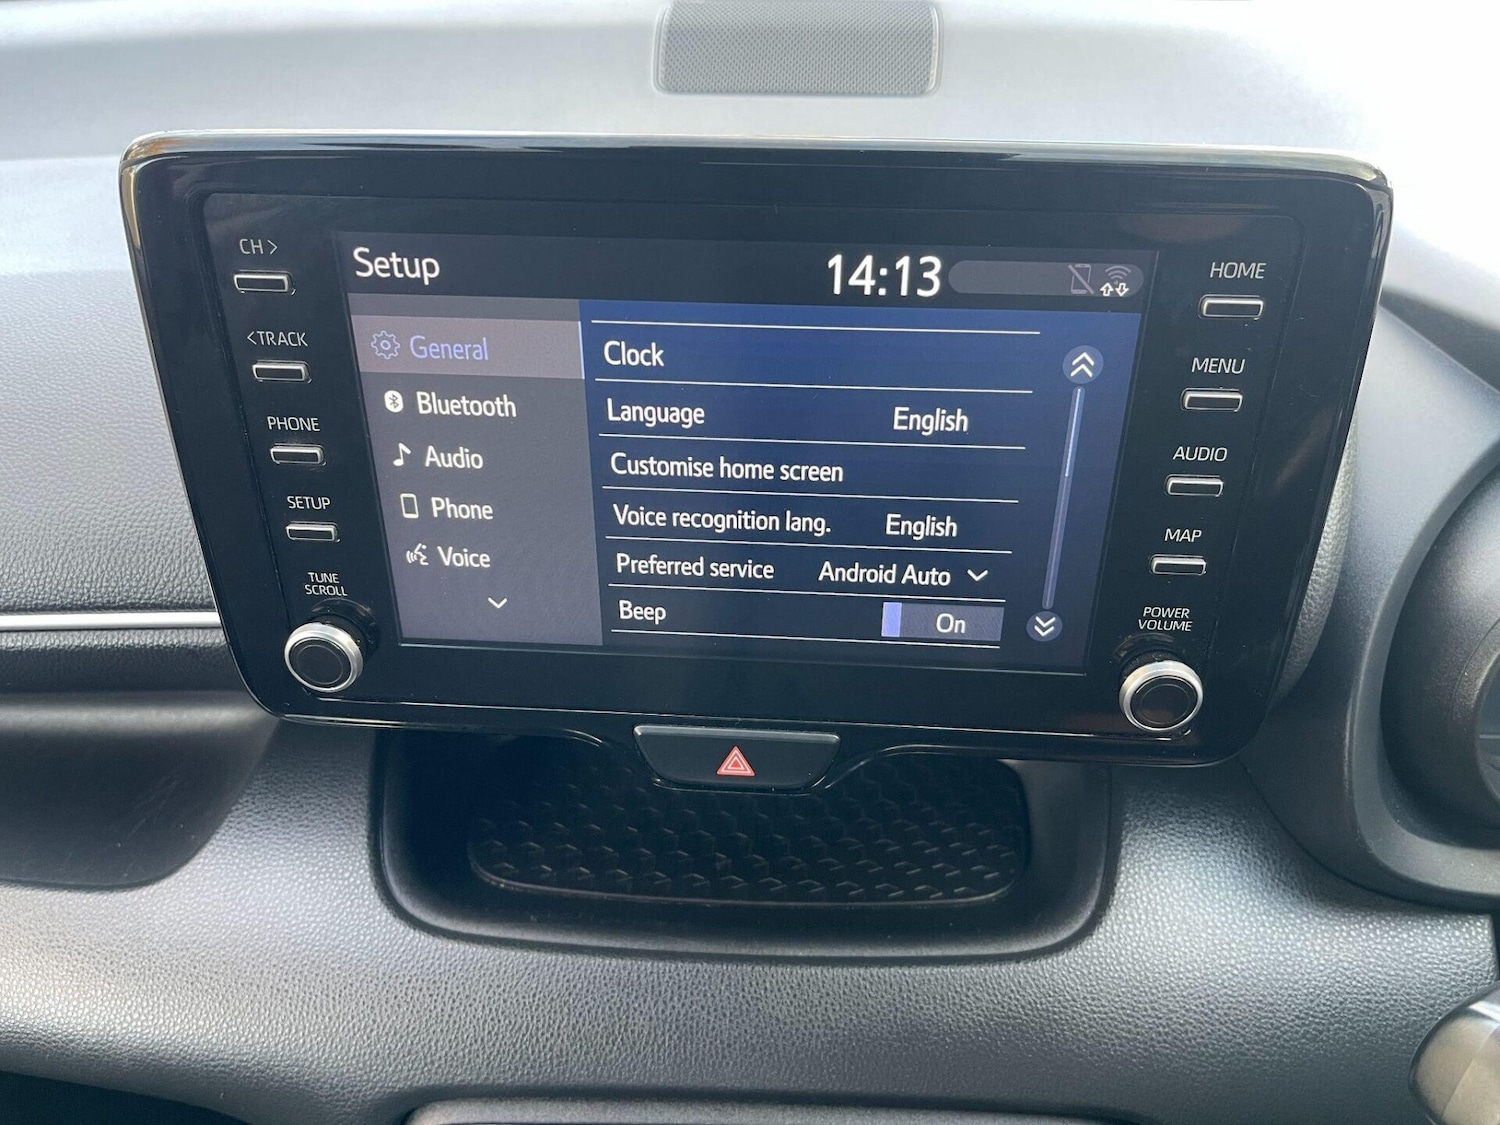 CH >
< TRACK
PHONE
SETUP
TUNE
SCROLL
Setup
14:13
General
Bluetooth
Audio
Phone
Voice
Clock
Language English
Customise home screen
Voice recognition lang. English
Preferred service Android Auto
Beep On
HOME
MENU
AUDIO
MAP
POWER
VOLUME